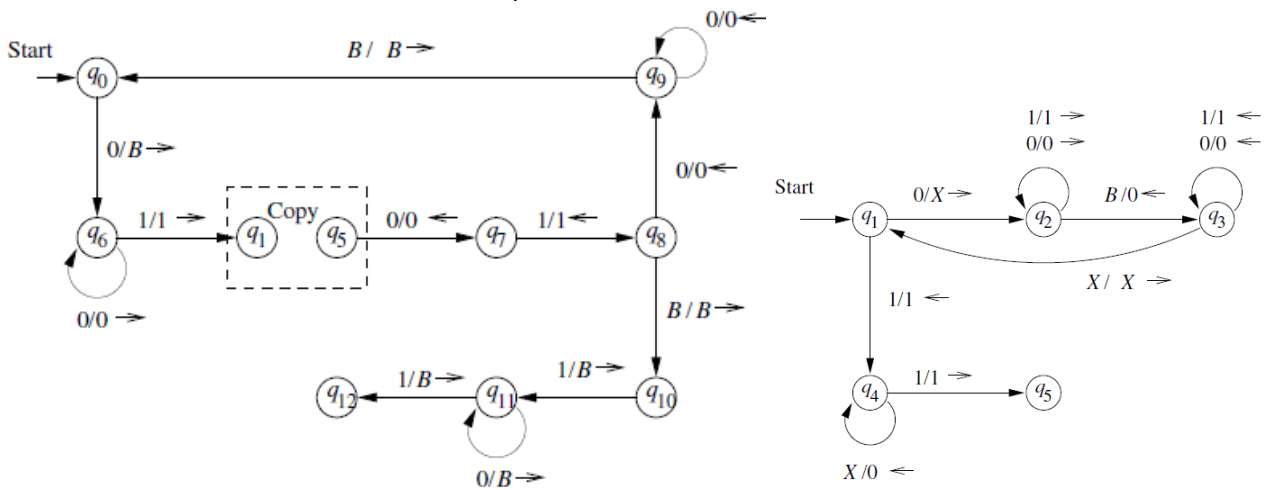 0/0←
B / B→
Start
q0
q9
0/B→
0/0←
1/1 →
Copy
0/0 ←
1/1←
q6
q1
q5
q7
q8
0/0 →
B / B→
1/B→
1/B→
q12
q11
q10
0/B→
1/1 →
0/0 →
1/1 ←
0/0 ←
Start
0/X→
B/0←
q1
q2
q3
X / X →
1/1 ←
1/1 →
q4
q5
X /0 ←